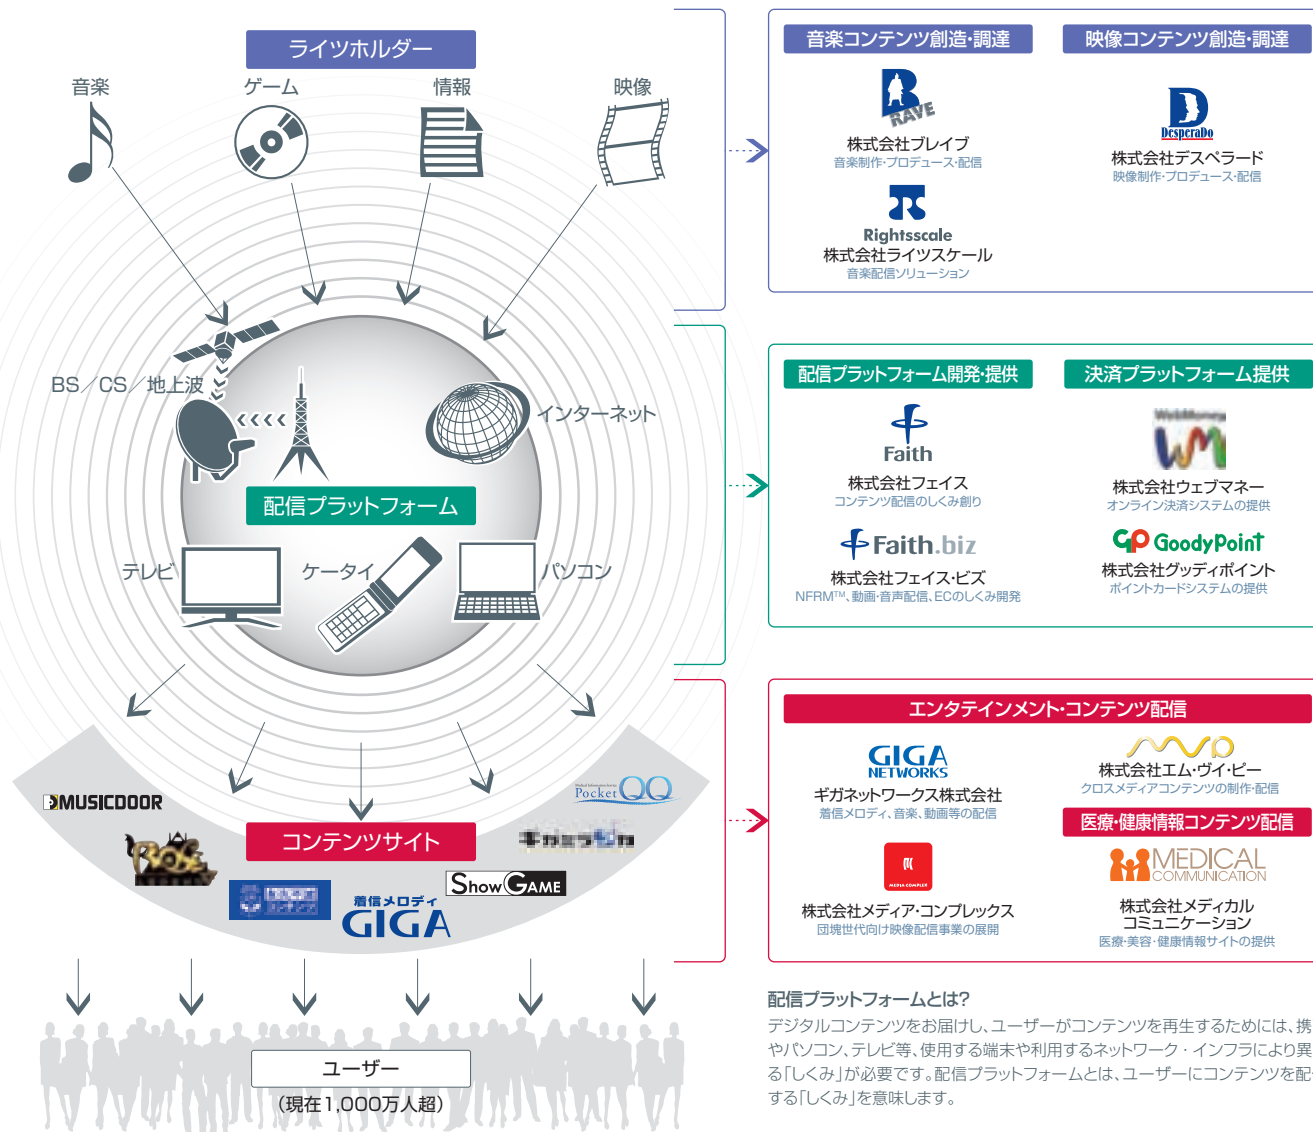 ライツホルダー
音楽
ゲーム
情報
映像
BS／CS／地上波
インターネット
配信プラットフォーム
テレビ
ケータイ
パソコン
MUSICDOOR
ROSE
コンテンツサイト
Pocket QQ
Show GAME
着信メロディ
GIGA
ユーザー
(現在1,000万人超)
音楽コンテンツ創造・調達
BRAVE
株式会社ブレイブ
音楽制作・プロデュース・配信
Rightsscale
株式会社ライツスケール
音楽配信ソリューション
映像コンテンツ創造・調達
D
DesperaDo
株式会社デスペラード
映像制作・プロデュース・配信
配信プラットフォーム開発・提供
Faith
株式会社フェイス
コンテンツ配信のしくみ創り
Faith.biz
株式会社フェイス・ビズ
NFRM™、動画・音声配信、ECのしくみ開発
決済プラットフォーム提供
WebMoney
WM
株式会社ウェブマネー
オンライン決済システムの提供
GP GoodyPoint
株式会社グッディポイント
ポイントカードシステムの提供
エンタテインメント・コンテンツ配信
GIGA
NETWORKS
ギガネットワークス株式会社
着信メロディ、音楽、動画等の配信
MEDIA COMPLEX
株式会社メディア・コンプレックス
団塊世代向け映像配信事業の展開
株式会社エム・ヴイ・ピー
クロスメディアコンテンツの制作・配信
医療・健康情報コンテンツ配信
MEDICAL
COMMUNICATION
株式会社メディカル
コミュニケーション
医療・美容・健康情報サイトの提供
配信プラットフォームとは?
デジタルコンテンツをお届けし、ユーザーがコンテンツを再生するためには、携
やパソコン、テレビ等、使用する端末や利用するネットワーク・インフラにより異
る「しくみ」が必要です。配信プラットフォームとは、ユーザーにコンテンツを配
する「しくみ」を意味します。